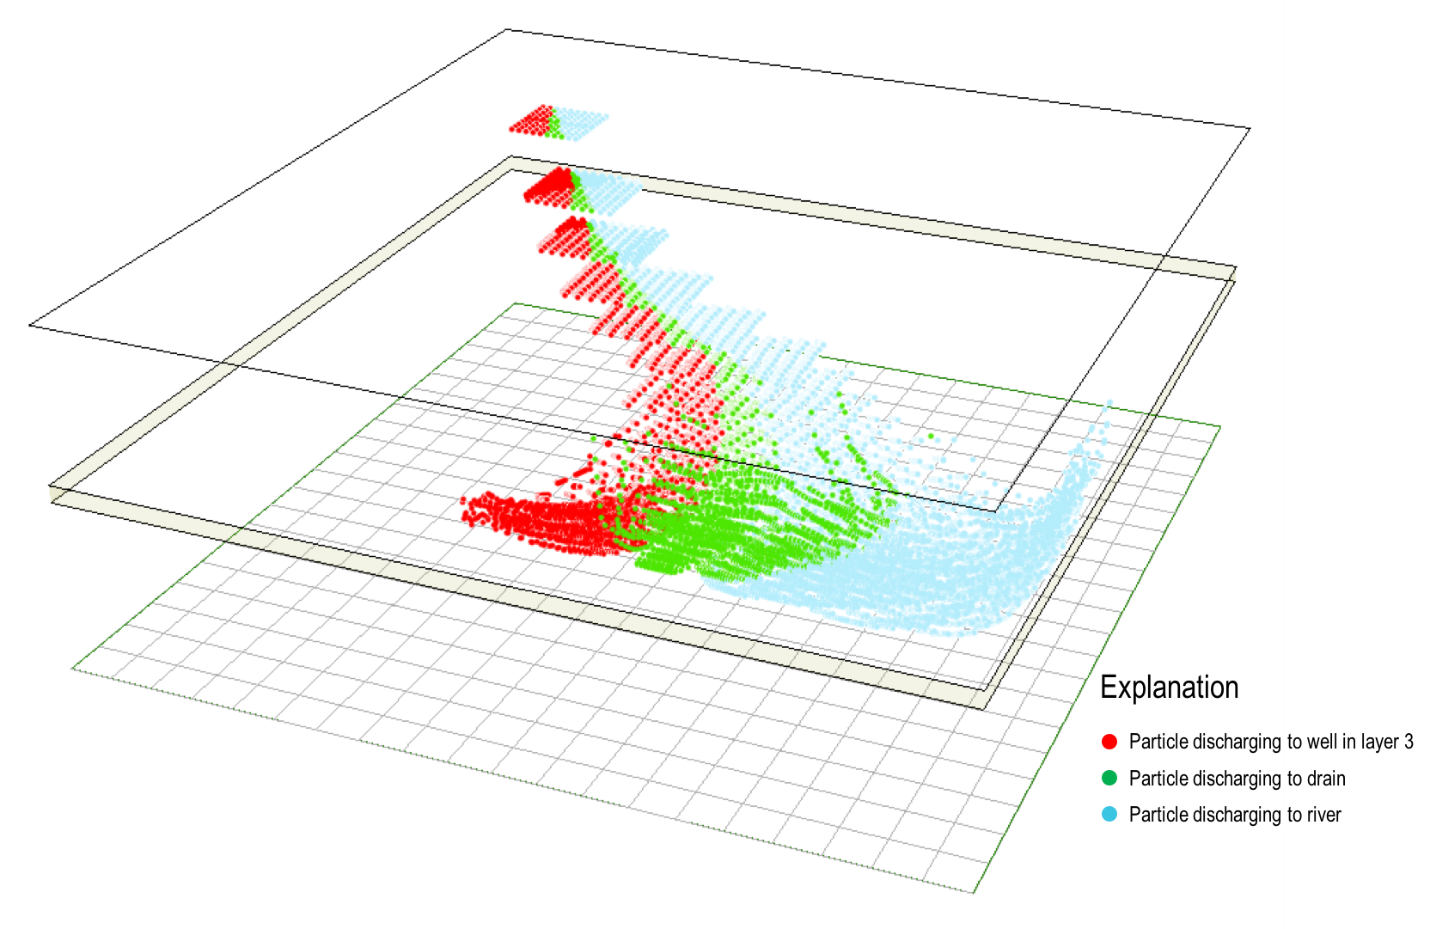 Explanation
Particle discharging to well in layer 3
Particle discharging to drain
Particle discharging to river